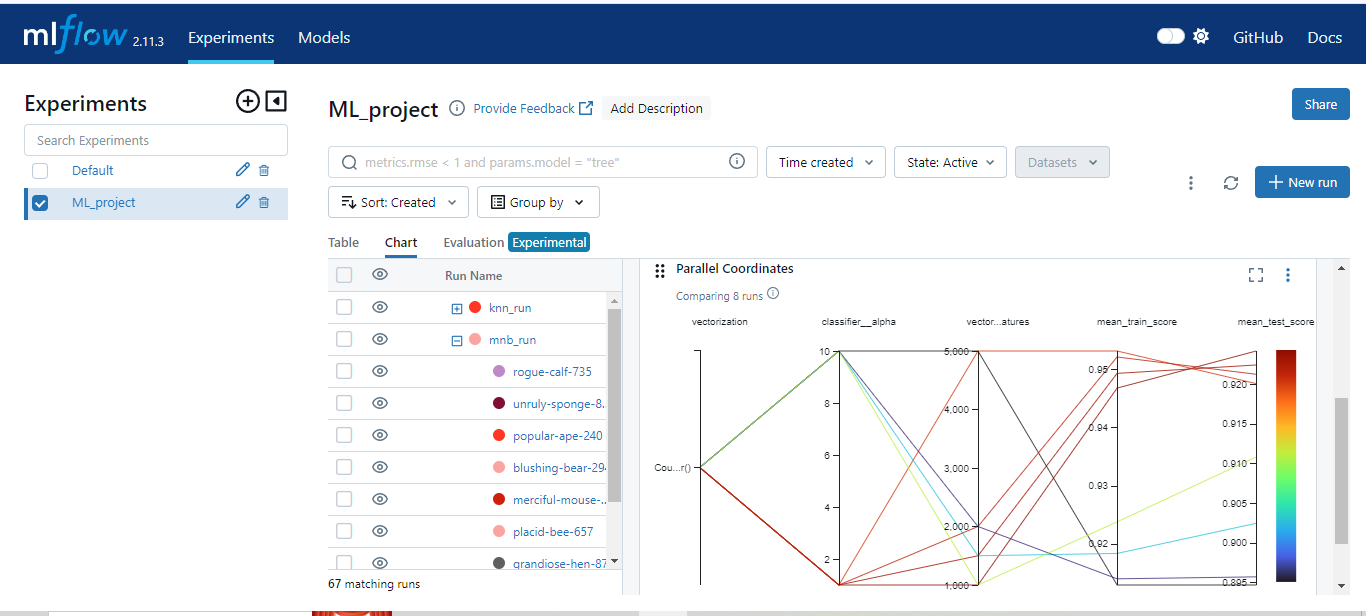 mlflow 2.11.3 Experiments Models GitHub Docs
Experiments
Search Experiments
Default
ML_project
ML_project Provide Feedback Add Description Share
metrics.rmse < 1 and params.model = "tree" Time created State: Active Datasets
New run
Sort: Created Group by
Table Chart Evaluation Experimental
Run Name
knn_run
mnb_run
rogue-calf-735
unruly-sponge-8..
popular-ape-240
blushing-bear-294
merciful-mouse-..
placid-bee-657
grandiose-hen-87
67 matching runs
Parallel Coordinates
Comparing 8 runs
vectorization classifier__alpha vector...atures mean_train_score mean_test_score
Cou...r()
10
8
6
4
2
5,000
4,000
3,000
2,000
1,000
0.95
0.94
0.93
0.92
0.920
0.915
0.910
0.905
0.900
0.895